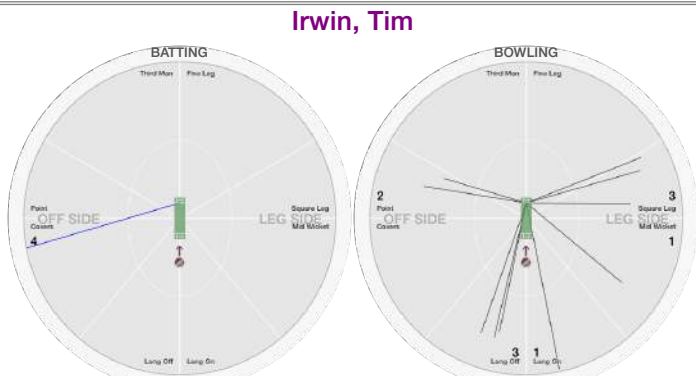 Irwin, Tim
BATTING
Third Man Fine Leg
Point
OFF SIDE
Covers
4
Square Leg
LEG SIDE
Mid Wicket
Long Off Long On
BOWLING
Third Man Fine Leg
2
Point
OFF SIDE
Covers
3
Square Leg
LEG SIDE
Mid Wicket
1
3 1
Long Off Long On